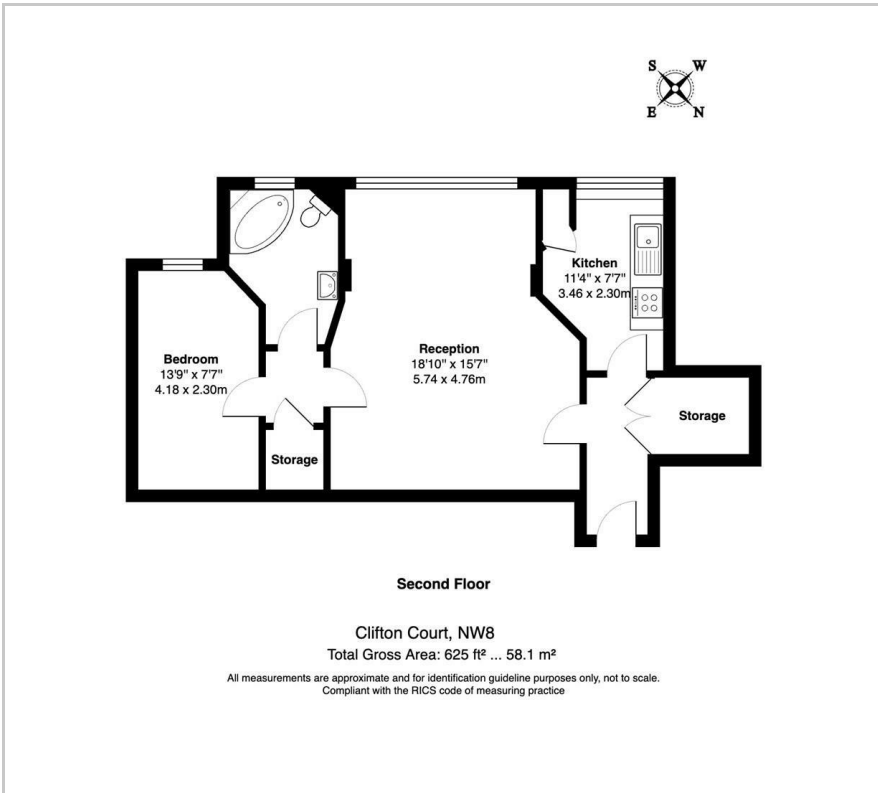 S W
E N
Kitchen
11'4" x 7'7"
3.46 x 2.30m
Bedroom
13'9" x 7'7"
4.18 x 2.30m
Reception
18'10" x 15'7"
5.74 x 4.76m
Storage
Storage
Second Floor
Clifton Court, NW8
Total Gross Area: 625 ft² ... 58.1 m²
All measurements are approximate and for identification guideline purposes only, not to scale.
Compliant with the RICS code of measuring practice